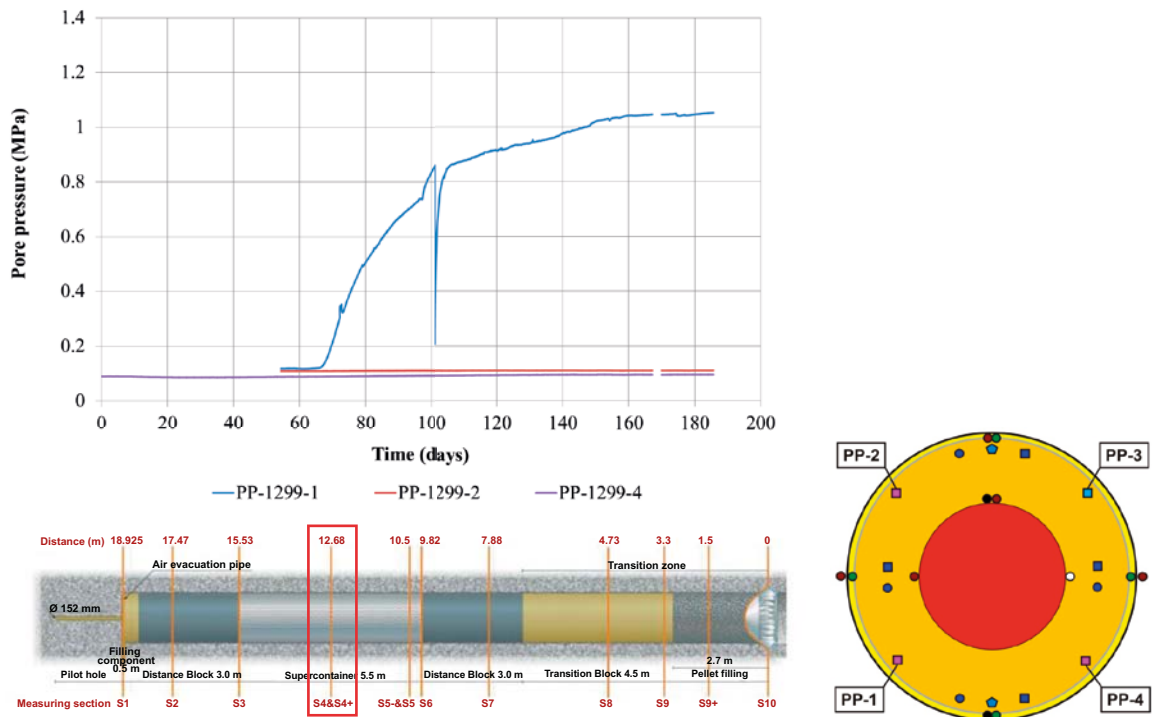 1.4
1.2
1
0.8
0.6
0.4
0.2
0
Pore pressure (MPa)
0 20 40 60 80 100 120 140 160 180 200
Time (days)
PP-1299-1 PP-1299-2 PP-1299-4
Distance (m) 18.925 17.47 15.53 12.68 10.5 9.82 7.88 4.73 3.3 1.5 0
Air evacuation pipe
Transition zone
Ø 152 mm
Filling
component
0.5 m
2.7 m
Pilot hole Distance Block 3.0 m Supercontainer 5.5 m Distance Block 3.0 m Transition Block 4.5 m Pellet filling
Measuring section S1 S2 S3 S4&S4+ S5-&S5 S6 S7 S8 S9 S9+ S10
PP-2
PP-3
PP-1
PP-4